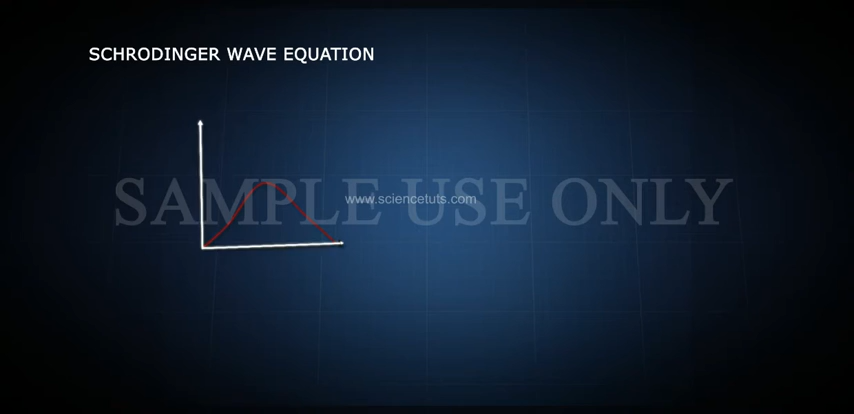 SCHRODINGER WAVE EQUATION
SAMPLE USE ONLY
www.sciencetuts.com